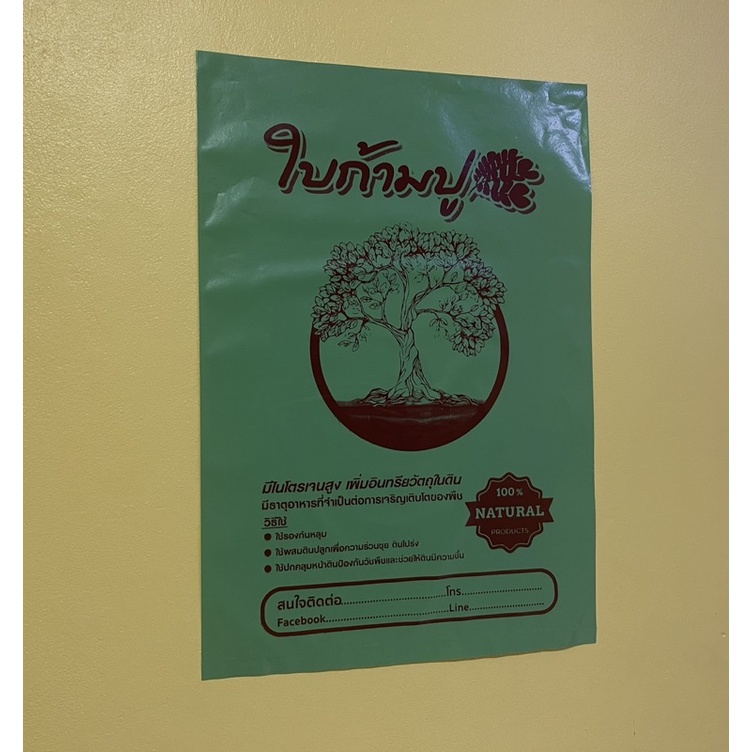 ใบก้ามปู
มีไนโตรเจนสูง เพิ่มอินทรียวัตถุในดิน
มีธาตุอาหารที่จำเป็นต่อการเจริญเติบโตของพืช
วิธีใช้
● ใช้รองก้นหลุม
● ใช้ผสมดินปลูกเพื่อความร่วนซุย ดินโปร่ง
● ใช้ปกคลุมหน้าดินป้องกันวัชพืชและช่วยให้ดินมีความชื้น
100%
NATURAL
PRODUCTS
สนใจติดต่อ....................................โทร............................
Facebook.........................................Line.........................